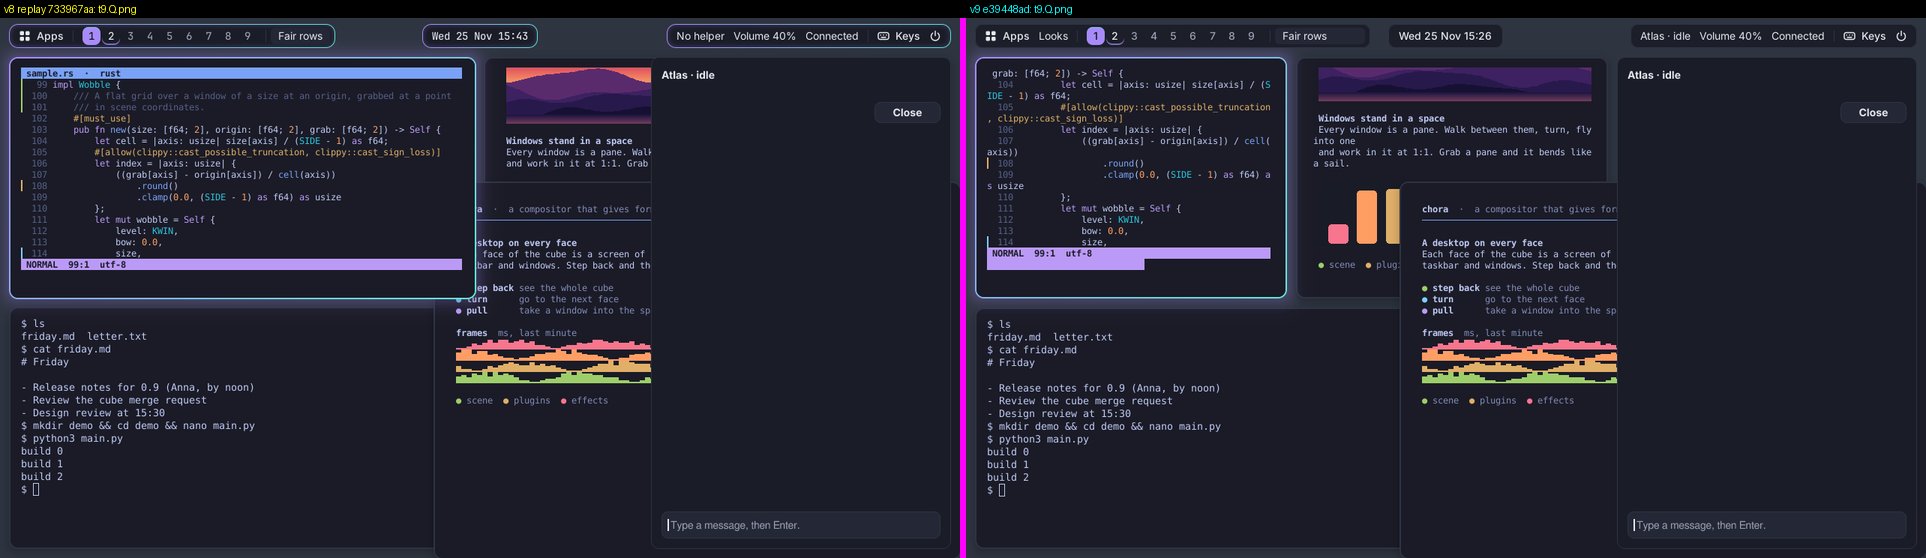 v8 replay 733967aa: t9.Q.png
Apps 1 2 3 4 5 6 7 8 9 Fair rows
Wed 25 Nov 15:43
No helper Volume 40% Connected Keys
sample.rs · rust
99 impl Wobble {
100 /// A flat grid over a window of a size at an origin, grabbed at a point
101 /// in scene coordinates.
102 #[must_use]
103 pub fn new(size: [f64; 2], origin: [f64; 2], grab: [f64; 2]) -> Self {
104 let cell = |axis: usize| size[axis] / (SIDE - 1) as f64;
105 #[allow(clippy::cast_possible_truncation, clippy::cast_sign_loss)]
106 let index = |axis: usize| {
107 ((grab[axis] - origin[axis]) / cell(axis))
108 .round()
109 .clamp(0.0, (SIDE - 1) as f64) as usize
110 };
111 let mut wobble = Self {
112 level: KWIN,
113 bow: 0.0,
114 size,
NORMAL 99:1 utf-8
Windows stand in a space
Every window is a pane. Walk
and work in it at 1:1. Grab
Atlas · idle
Close
ra · a compositor that gives for
esktop on every face
face of the cube is a screen of
kbar and windows. Step back and th
step back see the whole cube
turn go to the next face
pull take a window into the sp
frames ms, last minute
scene plugins effects
$ ls
friday.md letter.txt
$ cat friday.md
# Friday
- Release notes for 0.9 (Anna, by noon)
- Review the cube merge request
- Design review at 15:30
$ mkdir demo && cd demo && nano main.py
$ python3 main.py
build 0
build 1
build 2
$
Type a message, then Enter.
v9 e39448ad: t9.Q.png
Apps Looks 1 2 3 4 5 6 7 8 9 Fair rows
Wed 25 Nov 15:26
Atlas · idle Volume 40% Connected Keys
grab: [f64; 2]) -> Self {
104 let cell = |axis: usize| size[axis] / (S
IDE - 1) as f64;
105 #[allow(clippy::cast_possible_truncation
, clippy::cast_sign_loss)]
106 let index = |axis: usize| {
107 ((grab[axis] - origin[axis]) / cell(
axis))
108 .round()
109 .clamp(0.0, (SIDE - 1) as f64) a
s usize
110 };
111 let mut wobble = Self {
112 level: KWIN,
113 bow: 0.0,
114 size,
NORMAL 99:1 utf-8
Windows stand in a space
Every window is a pane. Walk between them, turn, fly
into one
and work in it at 1:1. Grab a pane and it bends like
a sail.
scene plugi
Atlas · idle
Close
chora · a compositor that gives for
A desktop on every face
Each face of the cube is a screen of
taskbar and windows. Step back and th
step back see the whole cube
turn go to the next face
pull take a window into the sp
frames ms, last minute
scene plugins effects
$ ls
friday.md letter.txt
$ cat friday.md
# Friday
- Release notes for 0.9 (Anna, by noon)
- Review the cube merge request
- Design review at 15:30
$ mkdir demo && cd demo && nano main.py
$ python3 main.py
build 0
build 1
build 2
$
Type a message, then Enter.